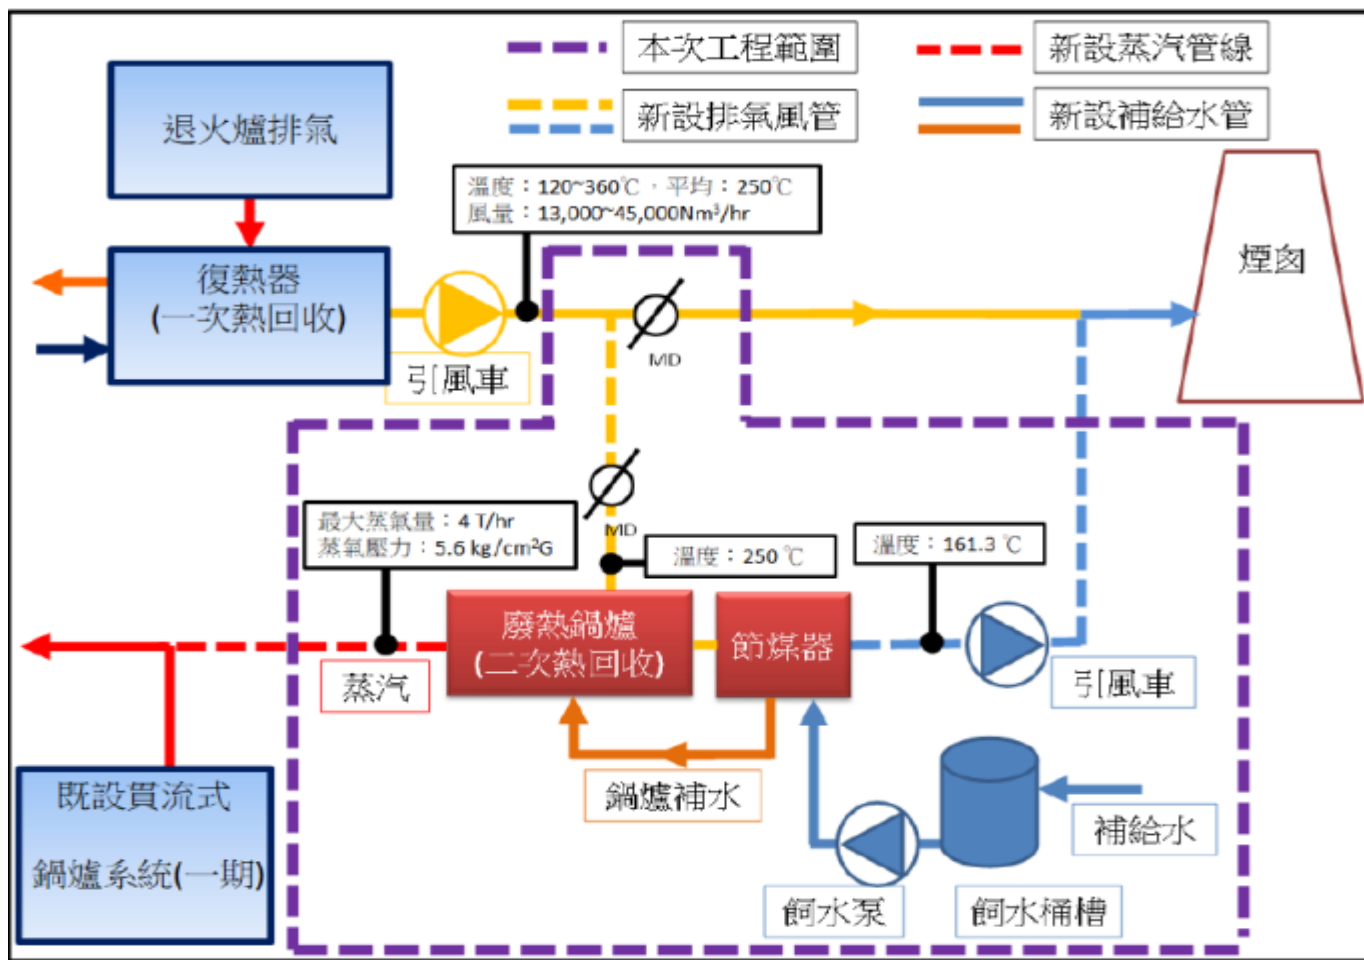 本次工程範圍
新設蒸汽管線
新設排氣風管
新設補給水管
退火爐排氣
溫度：120~360℃，平均：250℃
風量：13,000~45,000Nm³/hr
煙囪
復熱器
(一次熱回收)
引風車
MD
MD
最大蒸氣量：4 T/hr
蒸氣壓力：5.6 kg/cm²G
溫度：250 ℃
溫度：161.3 ℃
廢熱鍋爐
(二次熱回收)
節煤器
蒸汽
引風車
既設貫流式
鍋爐系統(一期)
鍋爐補水
補給水
飼水泵
飼水桶槽